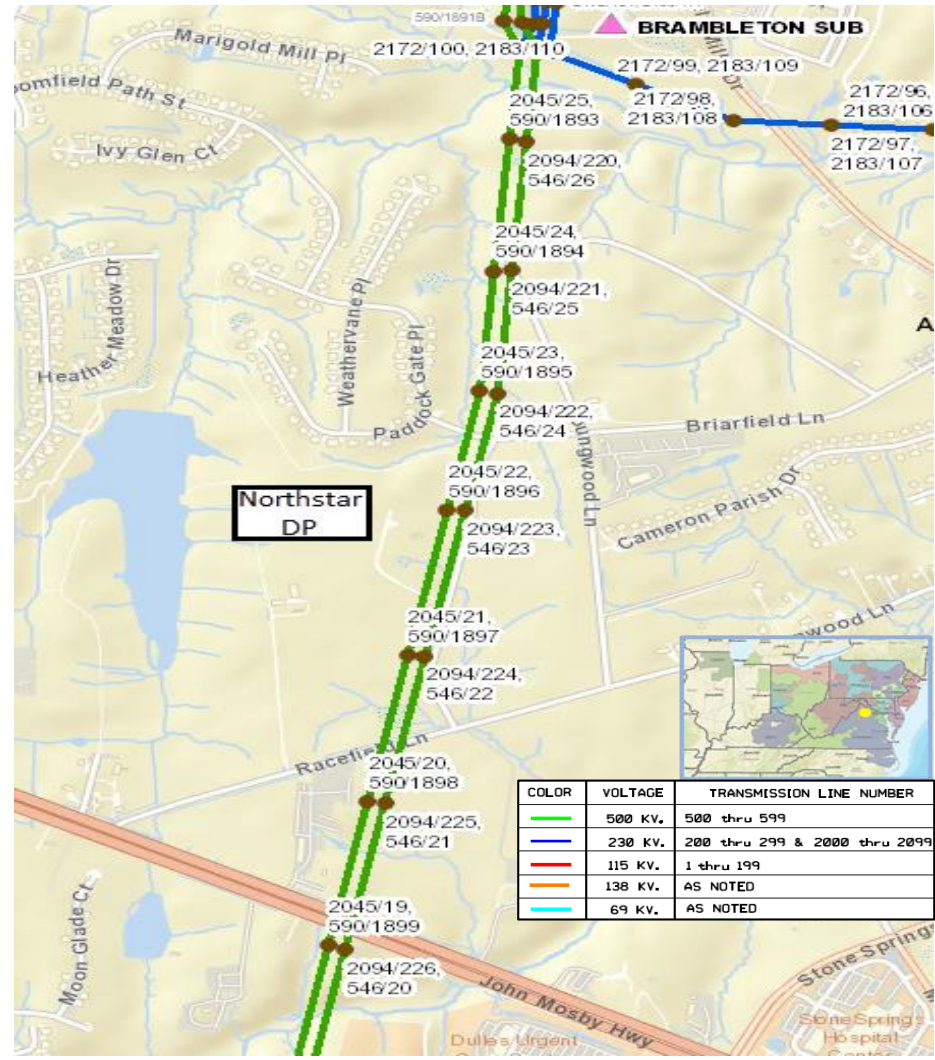 590/1891B
BRAMBLETON SUB
Marigold Mill Pl
2172/100, 2183/110
2172/99, 2183/109
oomfield Path St
2045/25,
590/1893
2172/98,
2183/108
2172/96,
2183/106
Ivy Glen Ct
2094/220,
546/26
2172/97,
2183/107
2045/24,
590/1894
2094/221,
546/25
Heather Meadow Dr
Weathervane Pl
Paddock Gate Pl
A
2045/23,
590/1895
2094/222,
546/24
Briarfield Ln
ungwood Ln
2045/22,
590/1896
Cameron Parish Dr
Northstar
DP
2094/223,
546/23
2045/21,
590/1897
wood Ln
2094/224,
546/22
Racefield Ln
2045/20,
590/1898
2094/225,
546/21
COLOR VOLTAGE TRANSMISSION LINE NUMBER
500 KV. 500 thru 599
230 KV. 200 thru 299 & 2000 thru 2099
115 KV. 1 thru 199
138 KV. AS NOTED
69 KV. AS NOTED
Moon Glade Ct
2045/19,
590/1899
2094/226,
546/20
John Mosby Hwy
Stone Springs
StoneSprings
Hospital
Dulles Urgent